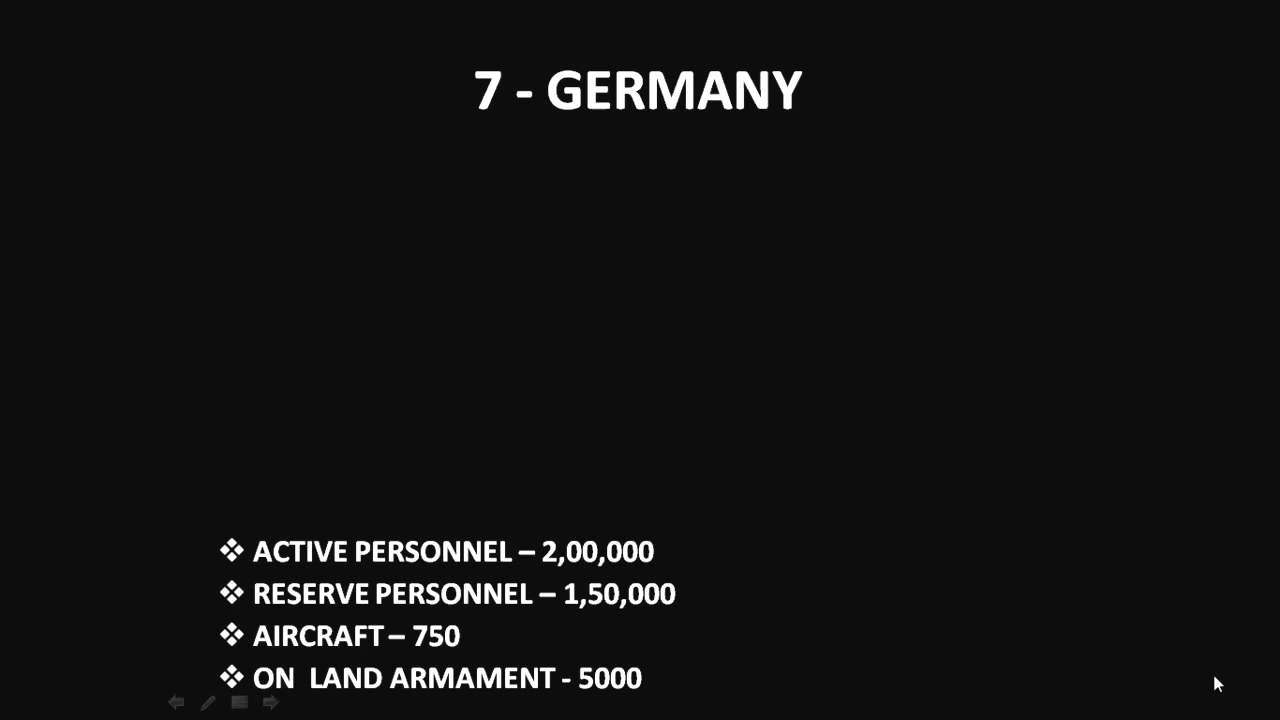 7 - GERMANY
❖ ACTIVE PERSONNEL – 2,00,000
❖ RESERVE PERSONNEL – 1,50,000
❖ AIRCRAFT – 750
❖ ON LAND ARMAMENT - 5000